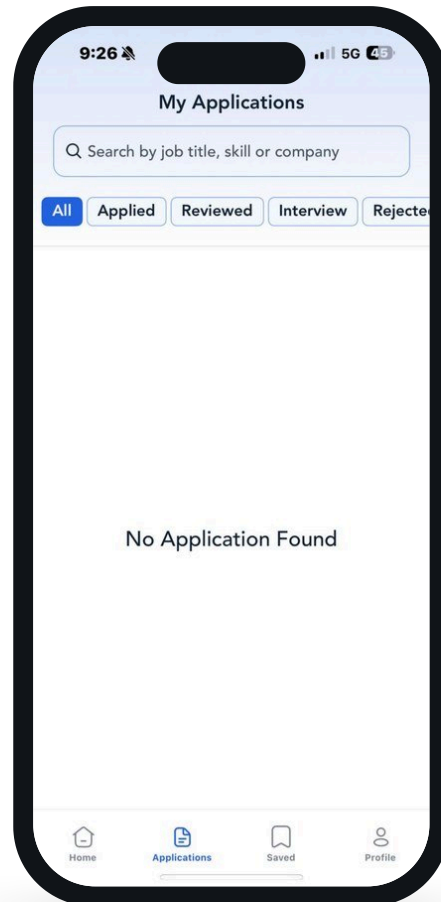 9:26 5G 45
My Applications
Search by job title, skill or company
All Applied Reviewed Interview Rejecte
No Application Found
Home Applications Saved Profile